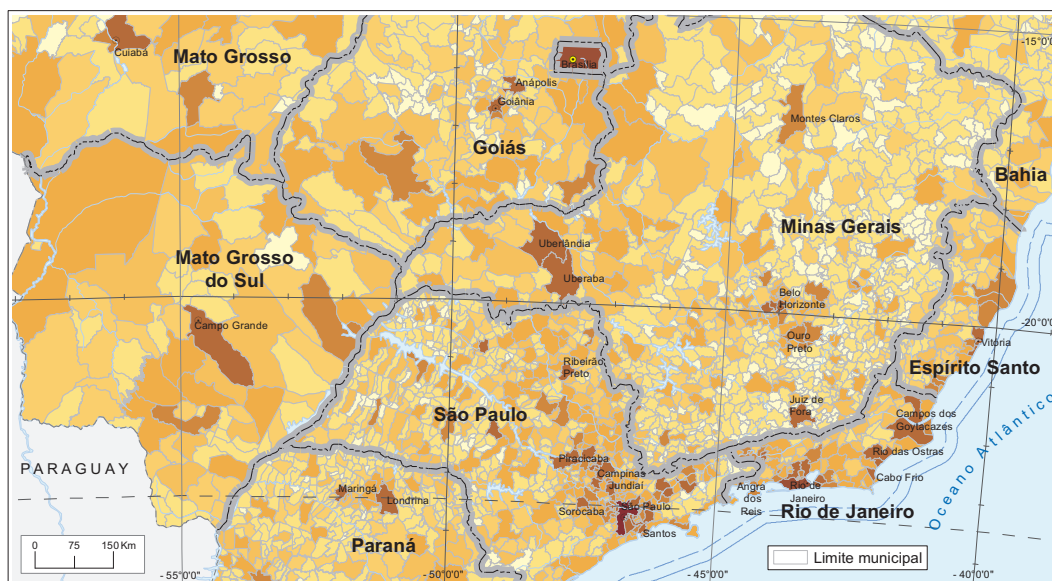 -15°0'0"
Cuiabá
Mato Grosso
Brasília
Anápolis
Goiânia
Goiás
Montes Claros
Bahia
Minas Gerais
Mato Grosso
do Sul
Uberlândia
Uberaba
Belo
Horizonte
Campo Grande
-20°0'0"
Ouro
Preto
Vitória
Ribeirão
Preto
Espírito Santo
São Paulo
Juiz de
Fora
Campos dos
Goytacazes
Oceano Atlântico
PARAGUAY
Piracicaba
Campinas
Jundiaí
Rio das Ostras
Cabo Frio
Maringá
Londrina
Sorocaba
São Paulo
Angra
dos
Reis
Rio de
Janeiro
Rio de Janeiro
Santos
Paraná
0 75 150 Km
Limite municipal
-55°0'0"
-50°0'0"
-45°0'0"
-40°0'0"